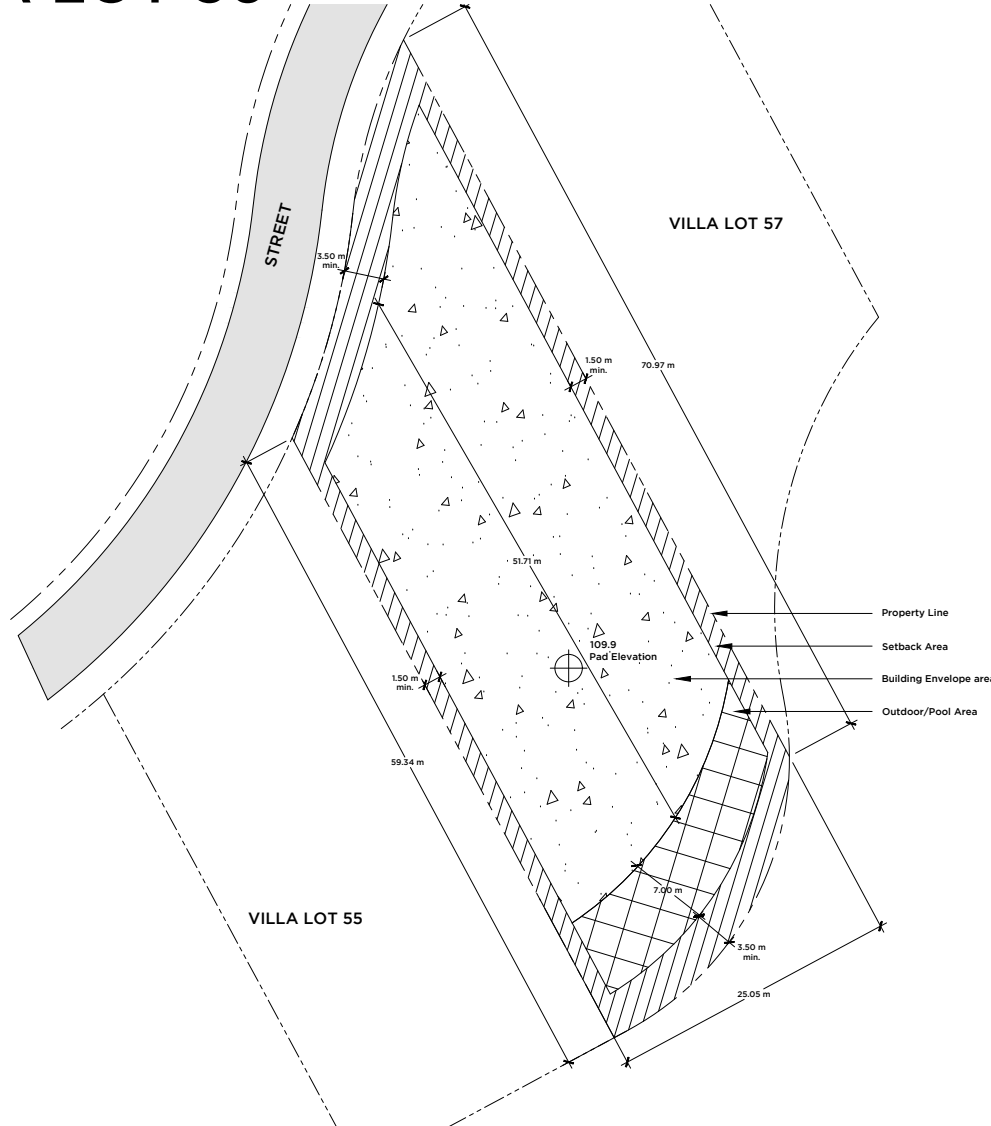 STREET
VILLA LOT 57
3.50 m
min.
1.50 m
min.
70.97 m
51.71 m
Property Line
109.9
Pad Elevation
Setback Area
1.50 m
min.
Building Envelope area
Outdoor/Pool Area
59.34 m
7.00 m
VILLA LOT 55
3.50 m
min.
25.05 m